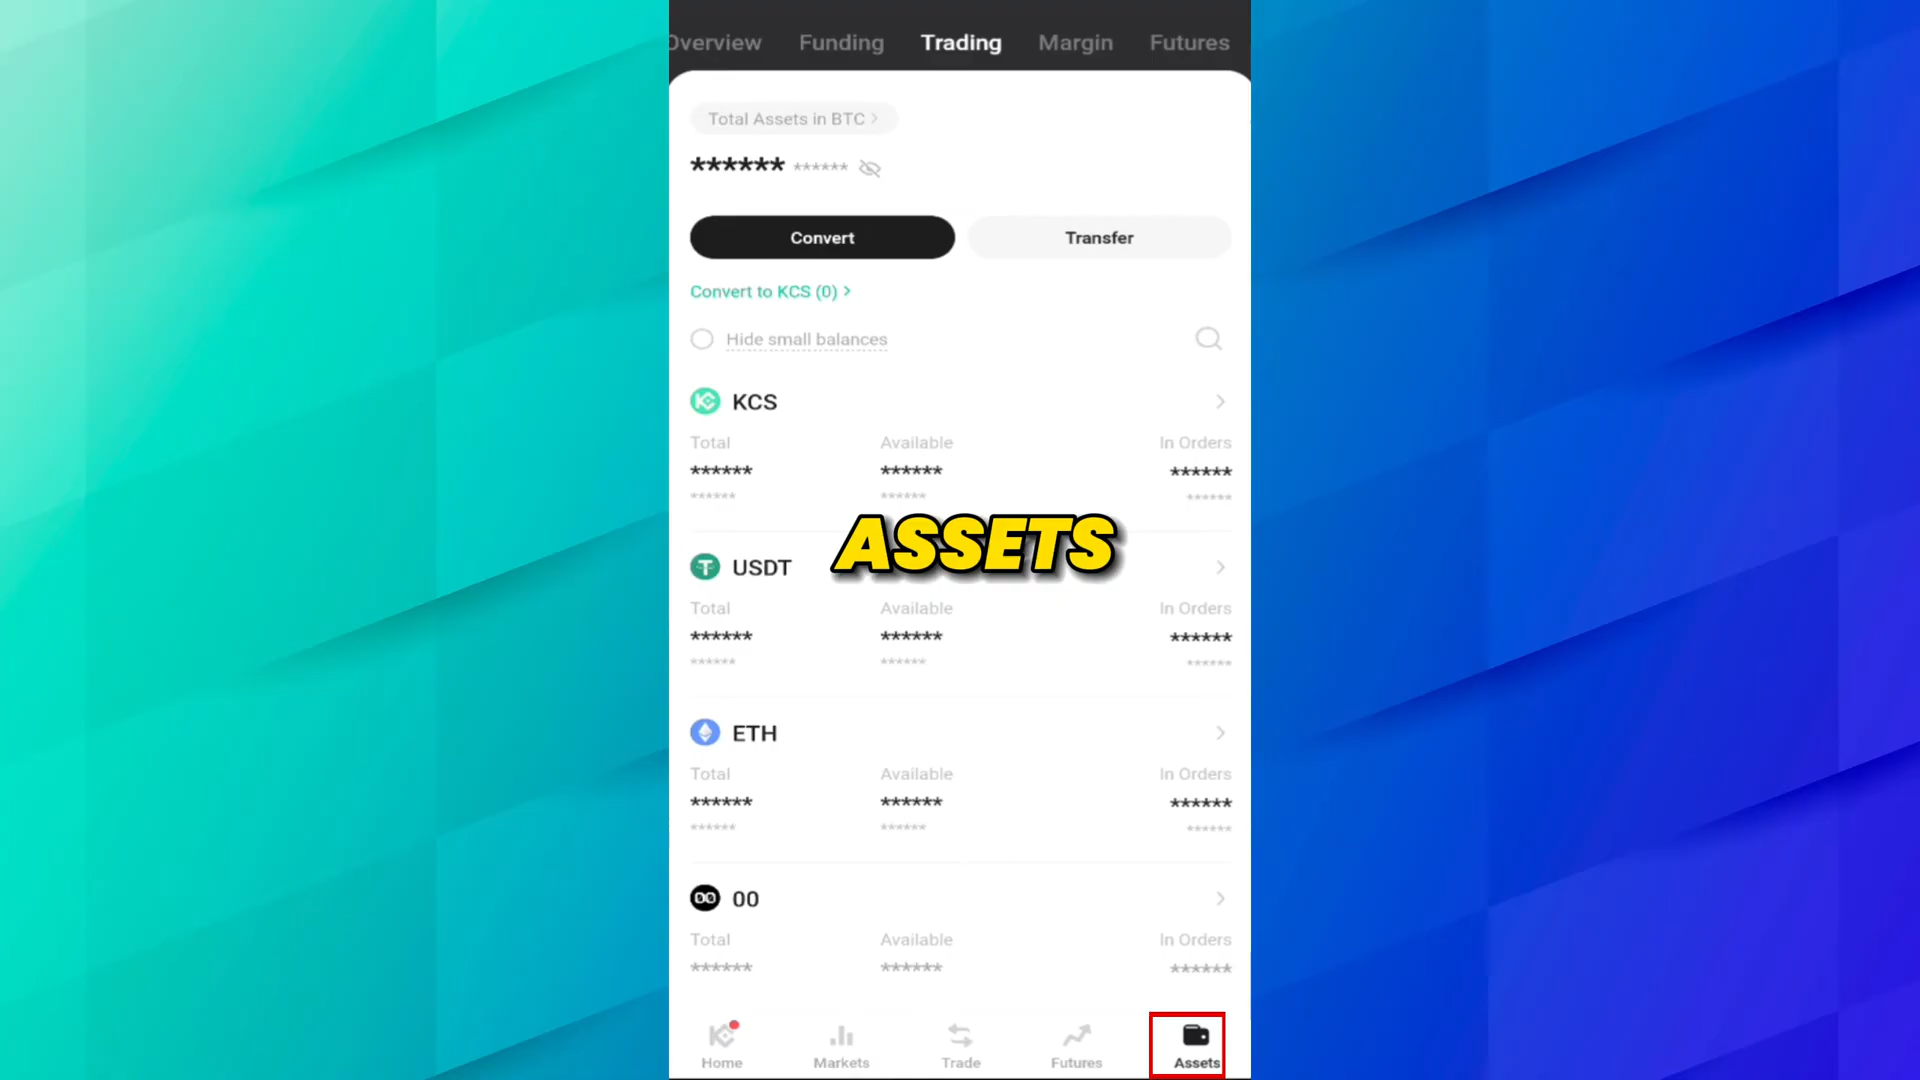 Overview Funding Trading Margin Futures
Total Assets in BTC >
****** ******
Convert Transfer
Convert to KCS (0) >
Hide small balances
KCS
Total Available In Orders
****** ****** ******
****** ****** ******
ASSETS
USDT
Total Available In Orders
****** ****** ******
****** ****** ******
ETH
Total Available In Orders
****** ****** ******
****** ****** ******
00
Total Available In Orders
****** ****** ******
Home Markets Trade Futures Assets